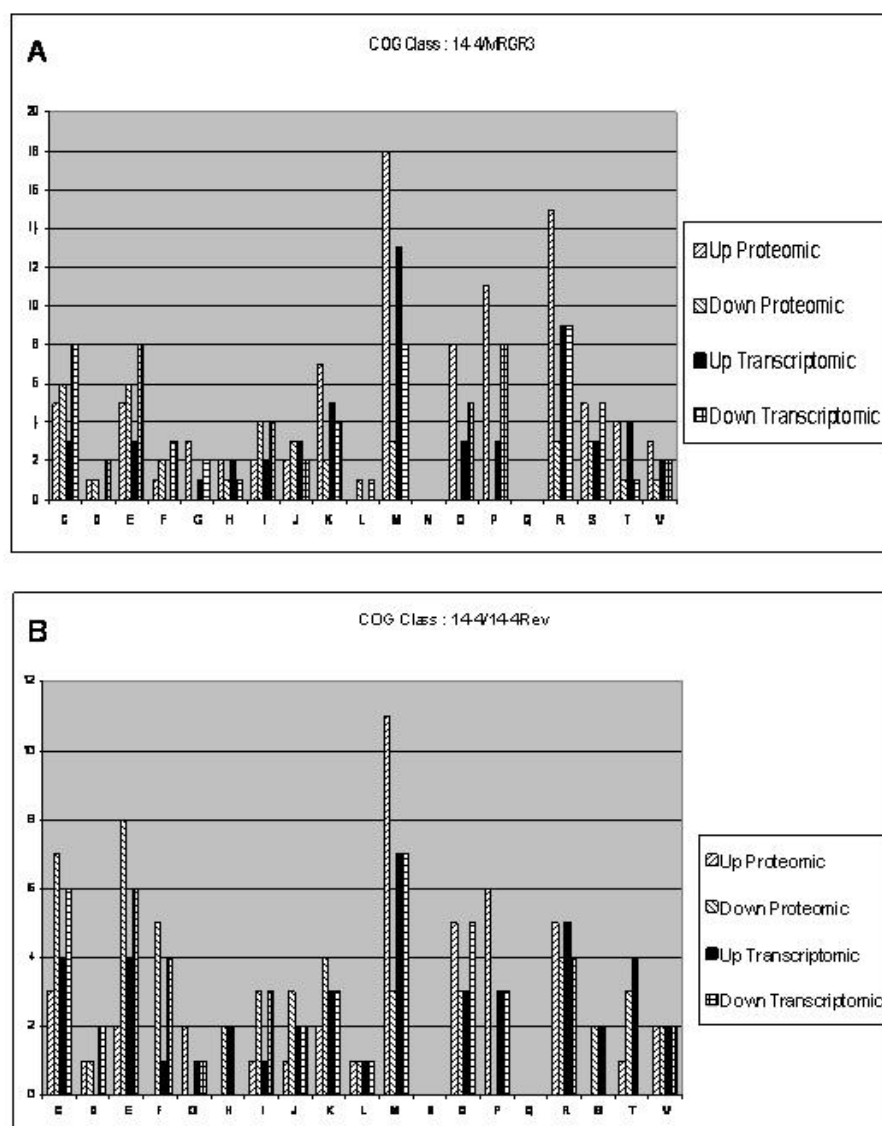 A
COG Class : 14-4/MRGR3
20
18
16
14
12
10
8
6
4
2
0
C D E F G H I J K L M N O P Q R S T V
Up Proteomic
Down Proteomic
Up Transcriptomic
Down Transcriptomic
B
COG Class : 14-4/14-4Rev
12
10
8
6
4
2
0
C D E F G H I J K L M N O P Q R S T V
Up Proteomic
Down Proteomic
Up Transcriptomic
Down Transcriptomic